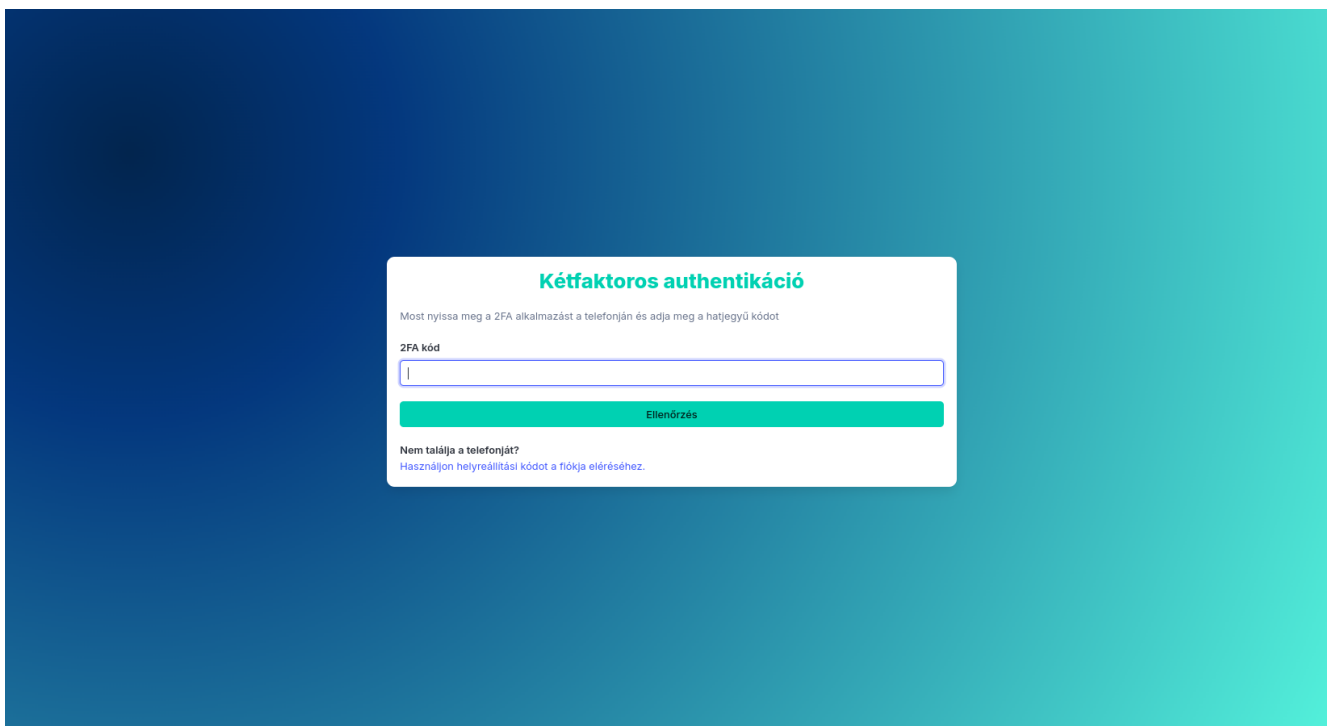 Kétfaktoros authentikáció
Most nyissa meg a 2FA alkalmazást a telefonján és adja meg a hatjegyű kódot
2FA kód
Ellenőrzés
Nem találja a telefonját?
Használjon helyreállítási kódot a fiókja eléréséhez.